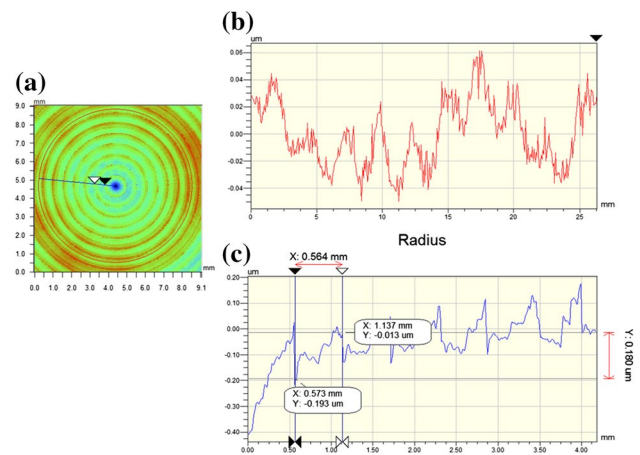 (a)
9.0
mm
8.0
7.0
6.0
5.0
4.0
3.0
2.0
1.0
0.0
mm
0.0 1.0 2.0 3.0 4.0 5.0 6.0 7.0 8.0 9.1
(b)
um
0.06
0.04
0.02
0.00
-0.02
-0.04
mm
0 5 10 15 20 25
Radius
(c)
X: 0.564 mm
um
0.20
0.10
-0.00
-0.10
-0.20
-0.30
-0.40
X: 1.137 mm
Y: -0.013 um
X: 0.573 mm
Y: -0.193 um
Y: 0.180 um
mm
0.00 0.50 1.00 1.50 2.00 2.50 3.00 3.50 4.00